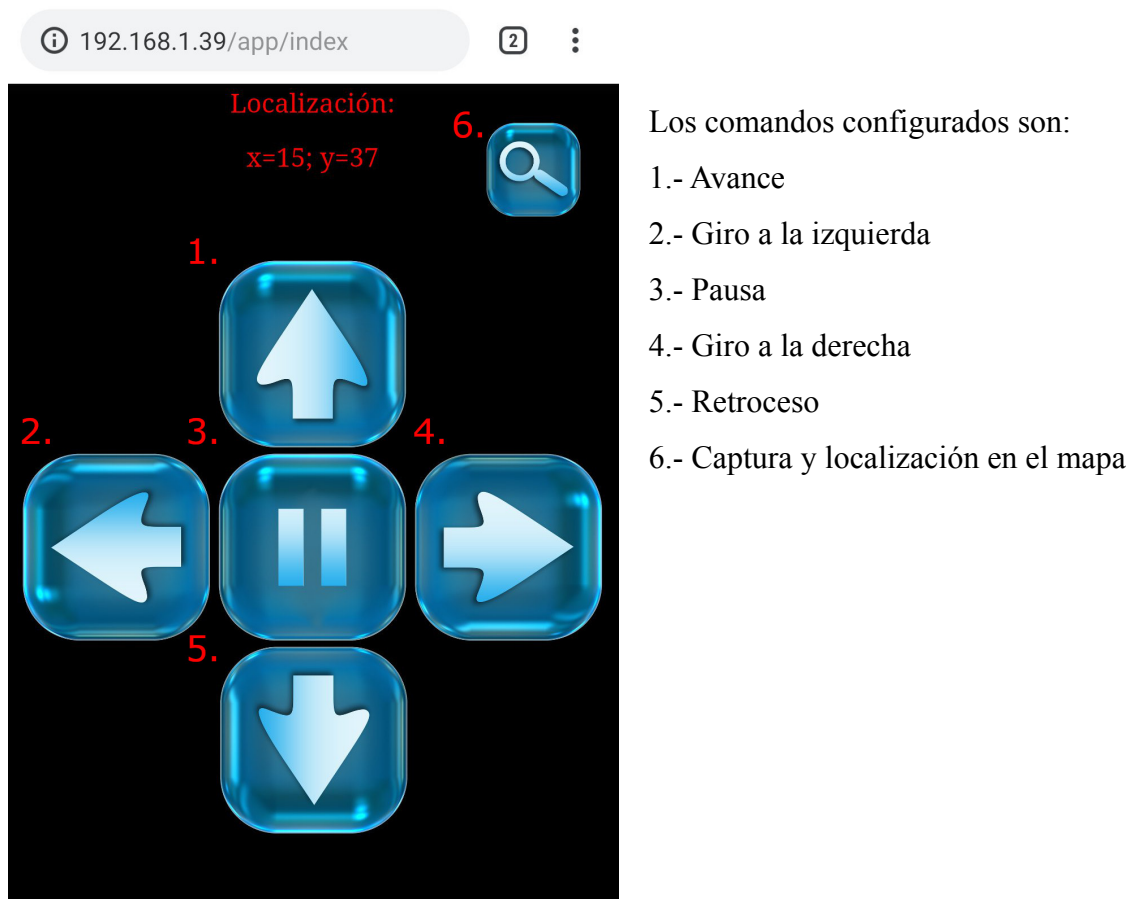 192.168.1.39/app/index
2
Localización:
x=15; y=37
6.
1.
2.
3.
4.
5.
Los comandos configurados son:
1.- Avance
2.- Giro a la izquierda
3.- Pausa
4.- Giro a la derecha
5.- Retroceso
6.- Captura y localización en el mapa